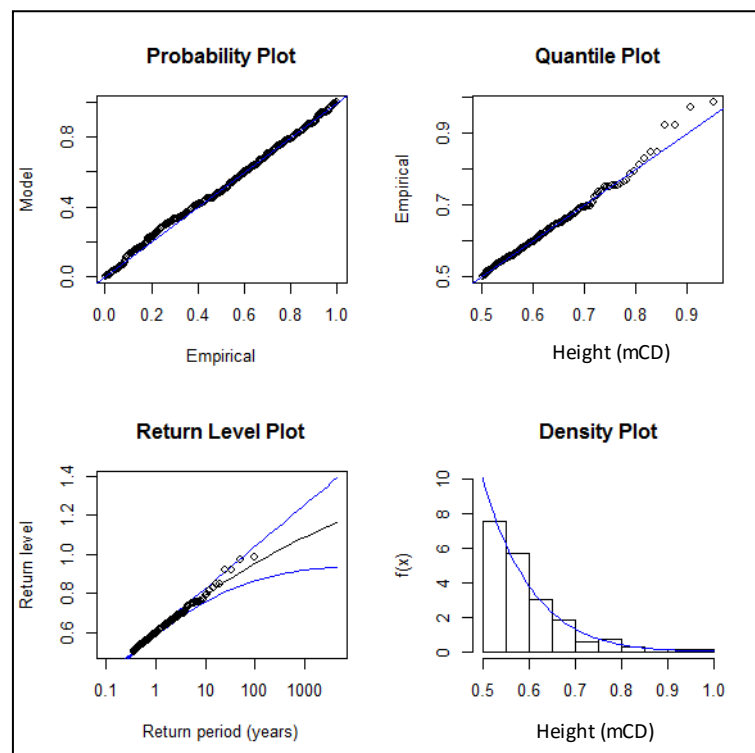 Probability Plot
Model
0.0 0.4 0.8
0.0 0.2 0.4 0.6 0.8 1.0
Empirical
Quantile Plot
Empirical
0.5 0.7 0.9
0.5 0.6 0.7 0.8 0.9
Height (mCD)
Return Level Plot
Return level
0.6 0.8 1.0 1.2 1.4
0.1 1 10 100 1000
Return period (years)
Density Plot
f(x)
0 2 4 6 8 10
0.5 0.6 0.7 0.8 0.9 1.0
Height (mCD)